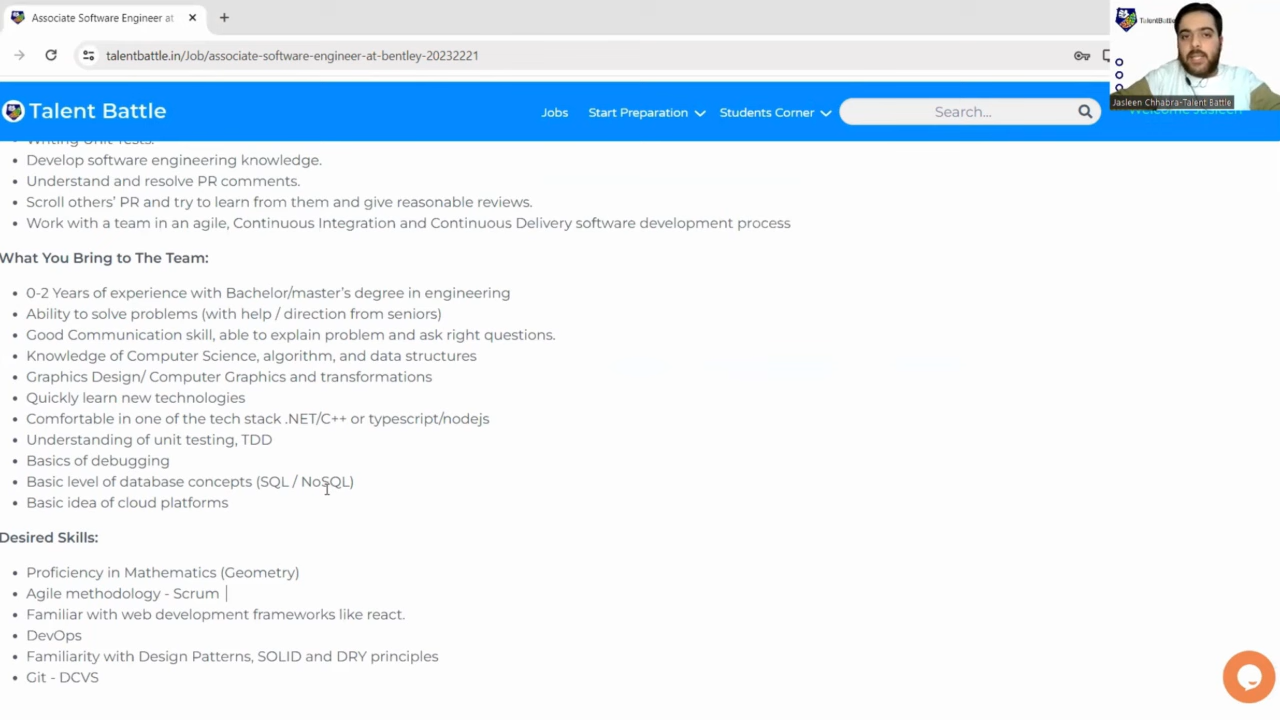 Associate Software Engineer at
talentbattle.in/Job/associate-software-engineer-at-bentley-20232221
TalentBattle
Jasleen Chhabra-Talent Battle
Talent Battle
Jobs
Start Preparation
Students Corner
Search...
Welcome Jasleen
Writing Unit Tests.
Develop software engineering knowledge.
Understand and resolve PR comments.
Scroll others' PR and try to learn from them and give reasonable reviews.
Work with a team in an agile, Continuous Integration and Continuous Delivery software development process
What You Bring to The Team:
0-2 Years of experience with Bachelor/master's degree in engineering
Ability to solve problems (with help / direction from seniors)
Good Communication skill, able to explain problem and ask right questions.
Knowledge of Computer Science, algorithm, and data structures
Graphics Design/ Computer Graphics and transformations
Quickly learn new technologies
Comfortable in one of the tech stack .NET/C++ or typescript/nodejs
Understanding of unit testing, TDD
Basics of debugging
Basic level of database concepts (SQL / NoSQL)
Basic idea of cloud platforms
Desired Skills:
Proficiency in Mathematics (Geometry)
Agile methodology - Scrum |
Familiar with web development frameworks like react.
DevOps
Familiarity with Design Patterns, SOLID and DRY principles
Git - DCVS